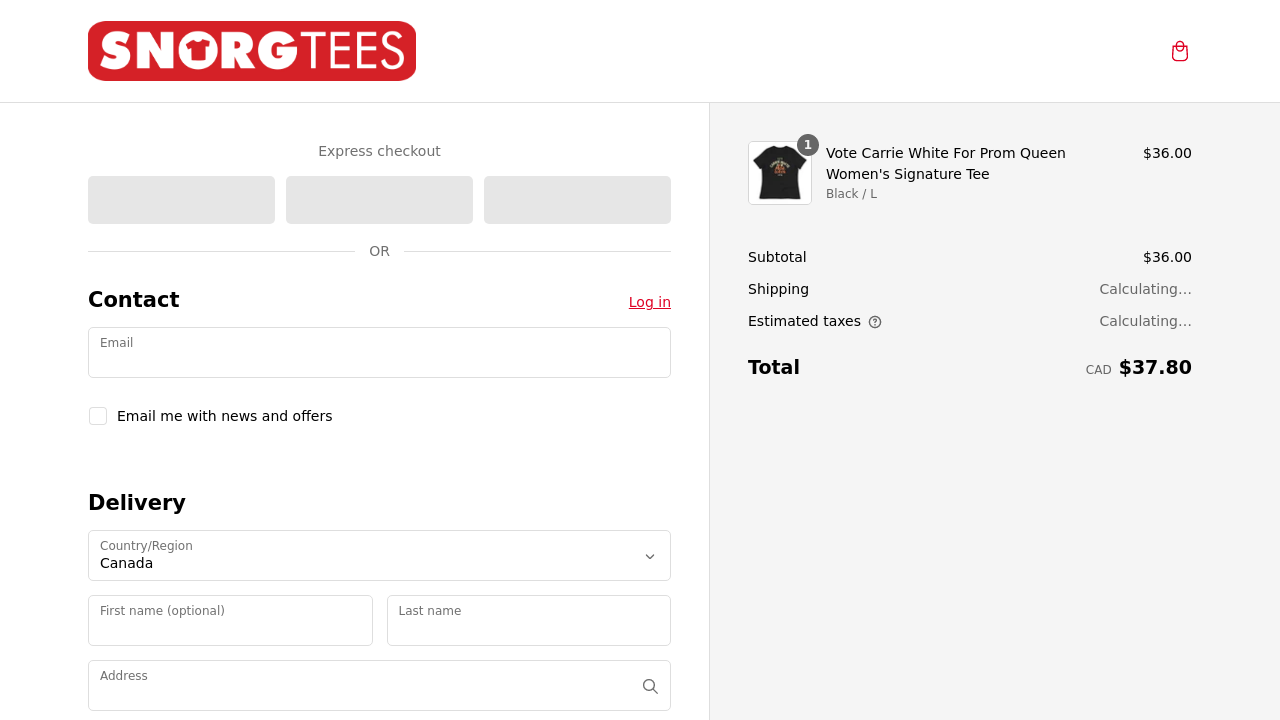 SNORGTEES
Express checkout
OR
Contact
Log in
Email
Email me with news and offers
Delivery
Country/Region
Canada
First name (optional)
Last name
Address
1
Vote Carrie White For Prom Queen
Women's Signature Tee
Black / L
$36.00
Subtotal
$36.00
Shipping
Calculating...
Estimated taxes
Calculating...
Total
CAD $37.80